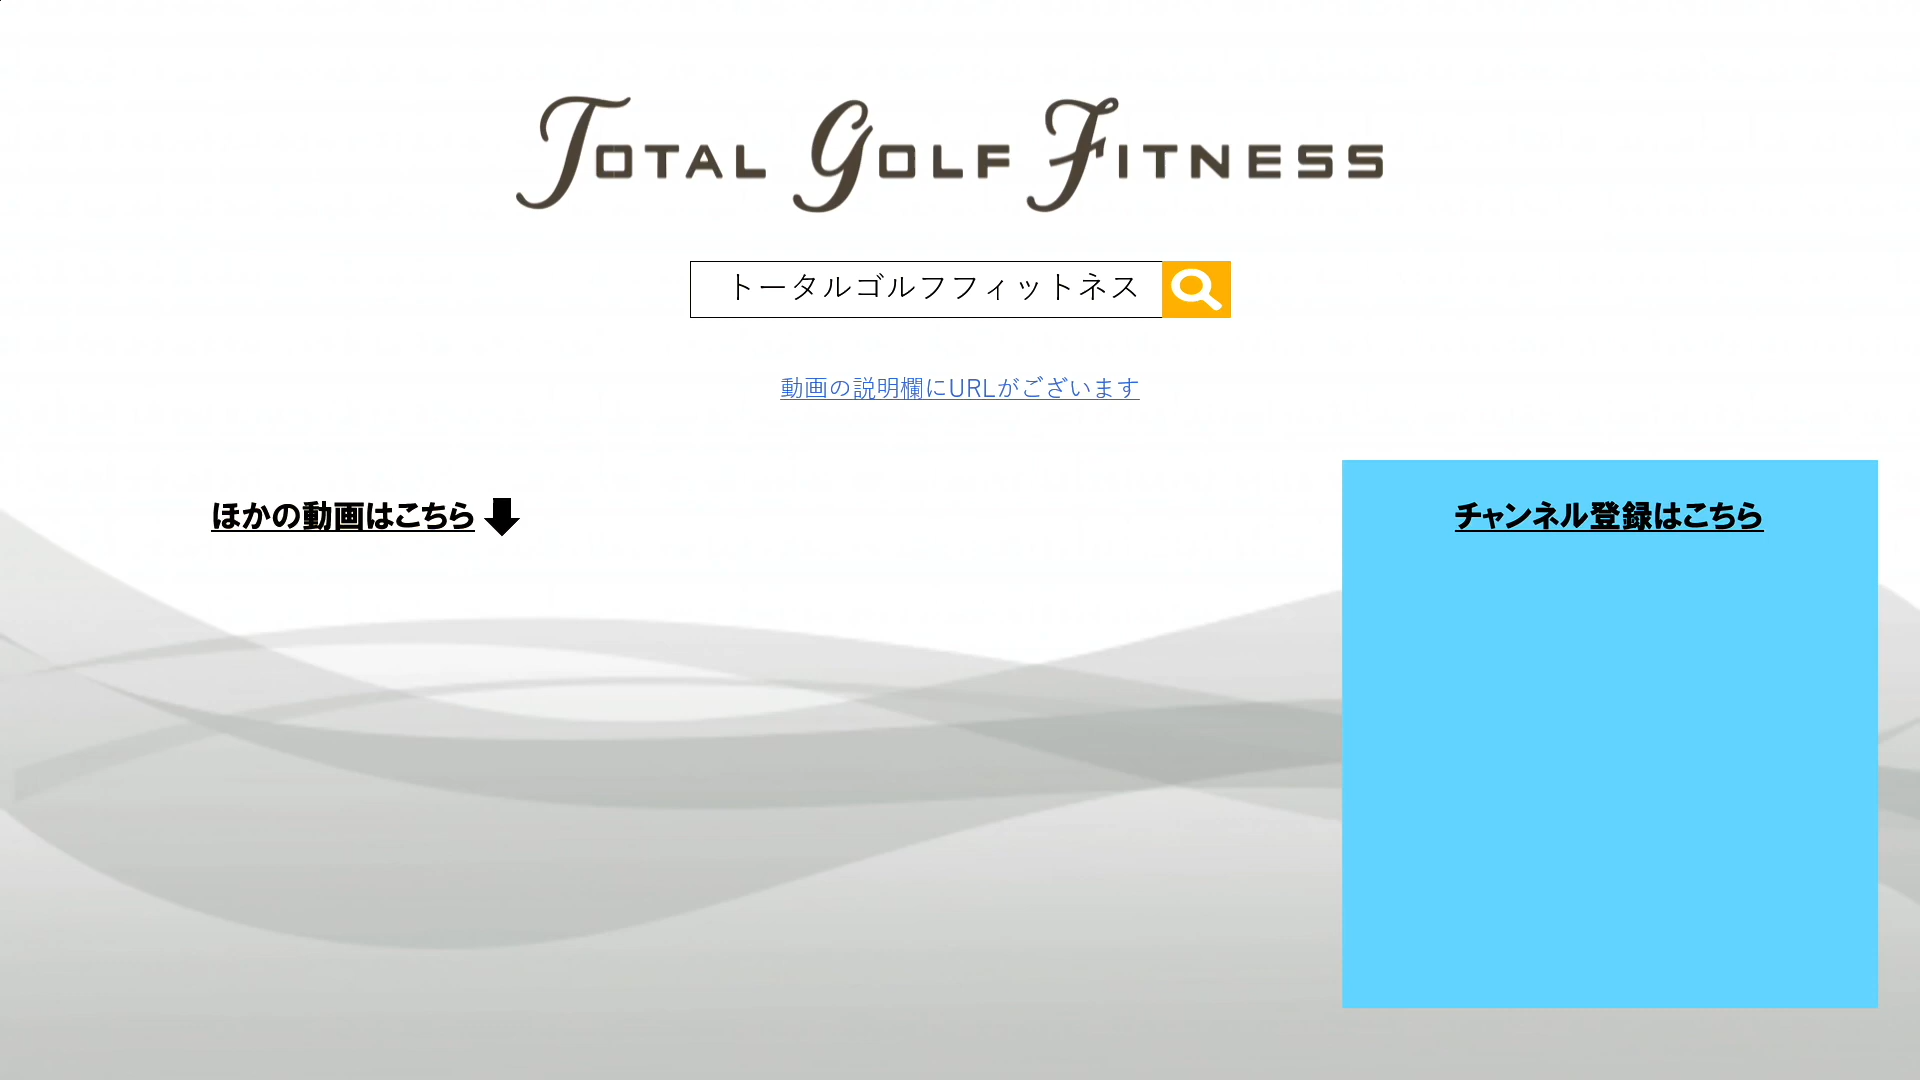 TOTAL GOLF FITNESS
トータルゴルフフィットネス
動画の説明欄にURLがございます
ほかの動画はこちら
チャンネル登録はこちら